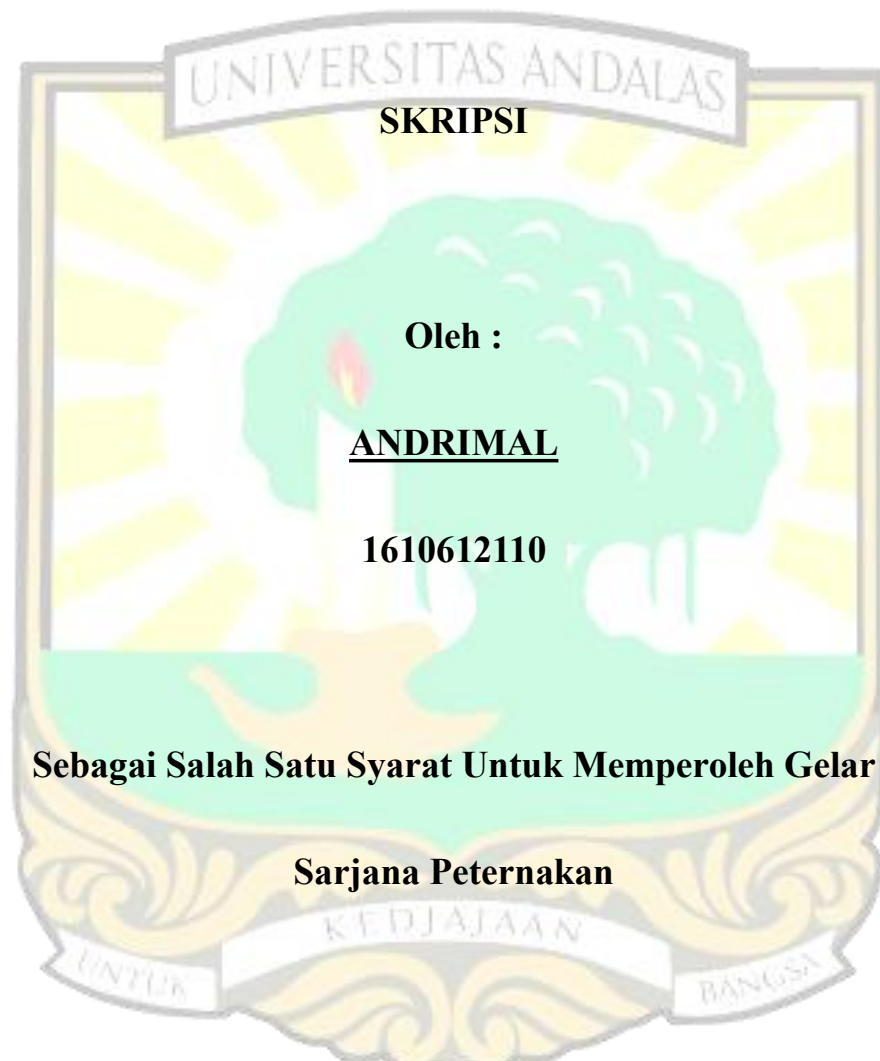 UNIVERSITAS ANDALAS
SKRIPSI
Oleh :
ANDRIMAL
1610612110
Sebagai Salah Satu Syarat Untuk Memperoleh Gelar
Sarjana Peternakan
UNTUK KEDJAJAAN BANGSA